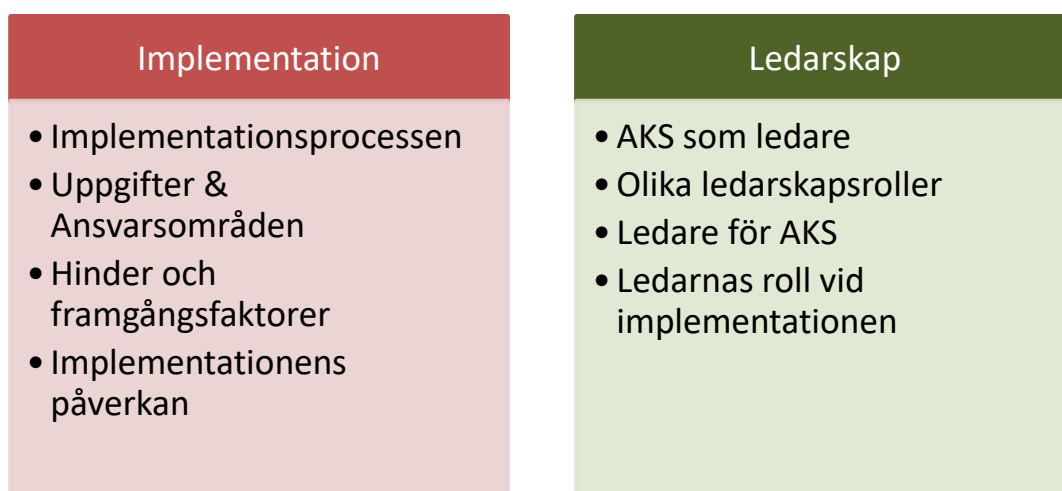 Implementation
• Implementationsprocessen
• Uppgifter &
Ansvarsområden
• Hinder och
framgångsfaktorer
• Implementationens
påverkan
Ledarskap
• AKS som ledare
• Olika ledarskapsroller
• Ledare för AKS
• Ledarnas roll vid
implementationen